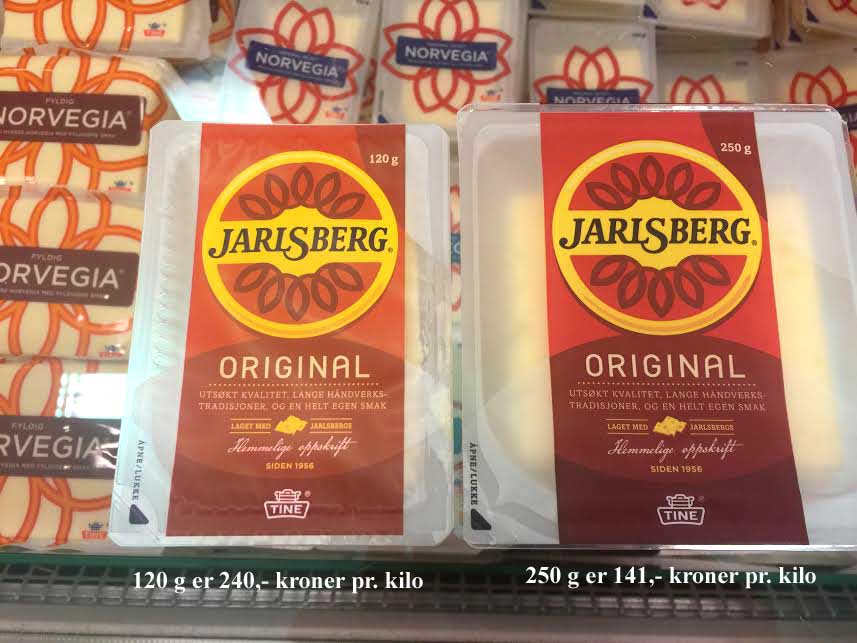 TINE
NORVEGIA
NORVEGIA
NORVEGIA
FYLDIG
NORVEGIA
FYLDIG
ORVEGIA
FYLDIG
RVEGIA
120 g
JARLSBERG®
ORIGINAL
UTSØKT KVALITET, LANGE HÅNDVERKS-
TRADISJONER, OG EN HELT EGEN SMAK
LAGET MED JARLSBERGS
Hemmelige oppskrift
SIDEN 1956
TINE®
ÅPNE/LUKKE
250 g
JARLSBERG®
ORIGINAL
UTSØKT KVALITET, LANGE HÅNDVERKS-
TRADISJONER, OG EN HELT EGEN SMAK
LAGET MED JARLSBERGS
Hemmelige oppskrift
SIDEN 1956
TINE®
ÅPNE/LUKKE
120 g er 240,- kroner pr. kilo
250 g er 141,- kroner pr. kilo